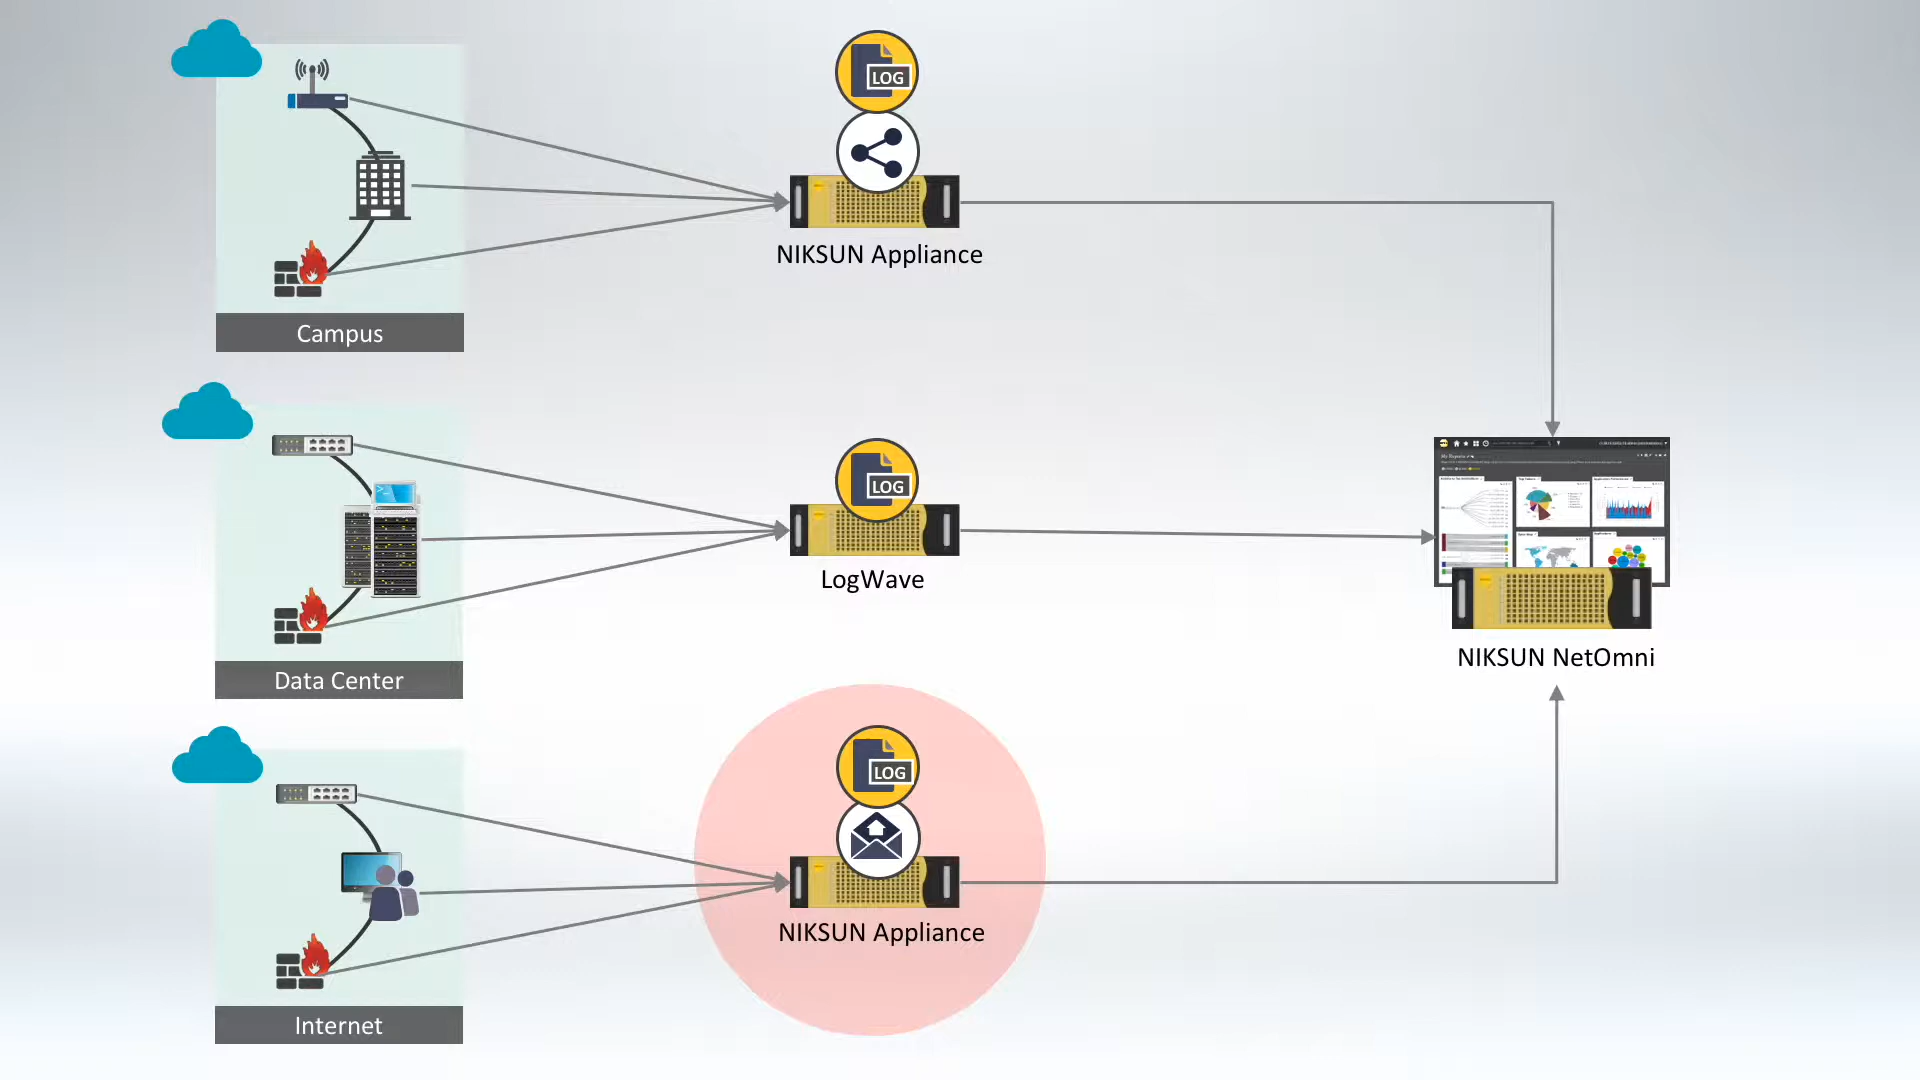 LOG
NIKSUN Appliance
Campus
LOG
LogWave
Data Center
NIKSUN NetOmni
LOG
NIKSUN Appliance
Internet